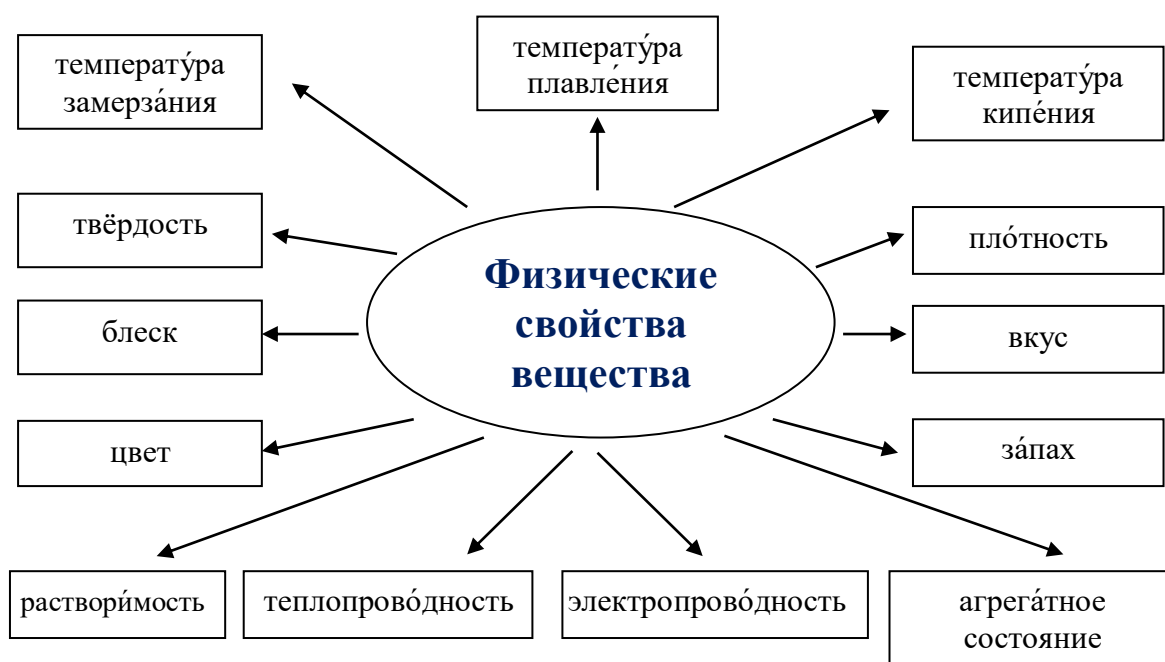 температу́ра
замерза́ния
температу́ра
плавле́ния
температу́ра
кипе́ния
твёрдость
пло́тность
Физические
свойства
вещества
блеск
вкус
цвет
за́пах
раствори́мость
теплопрово́дность
электропрово́дность
агрега́тное
состояние